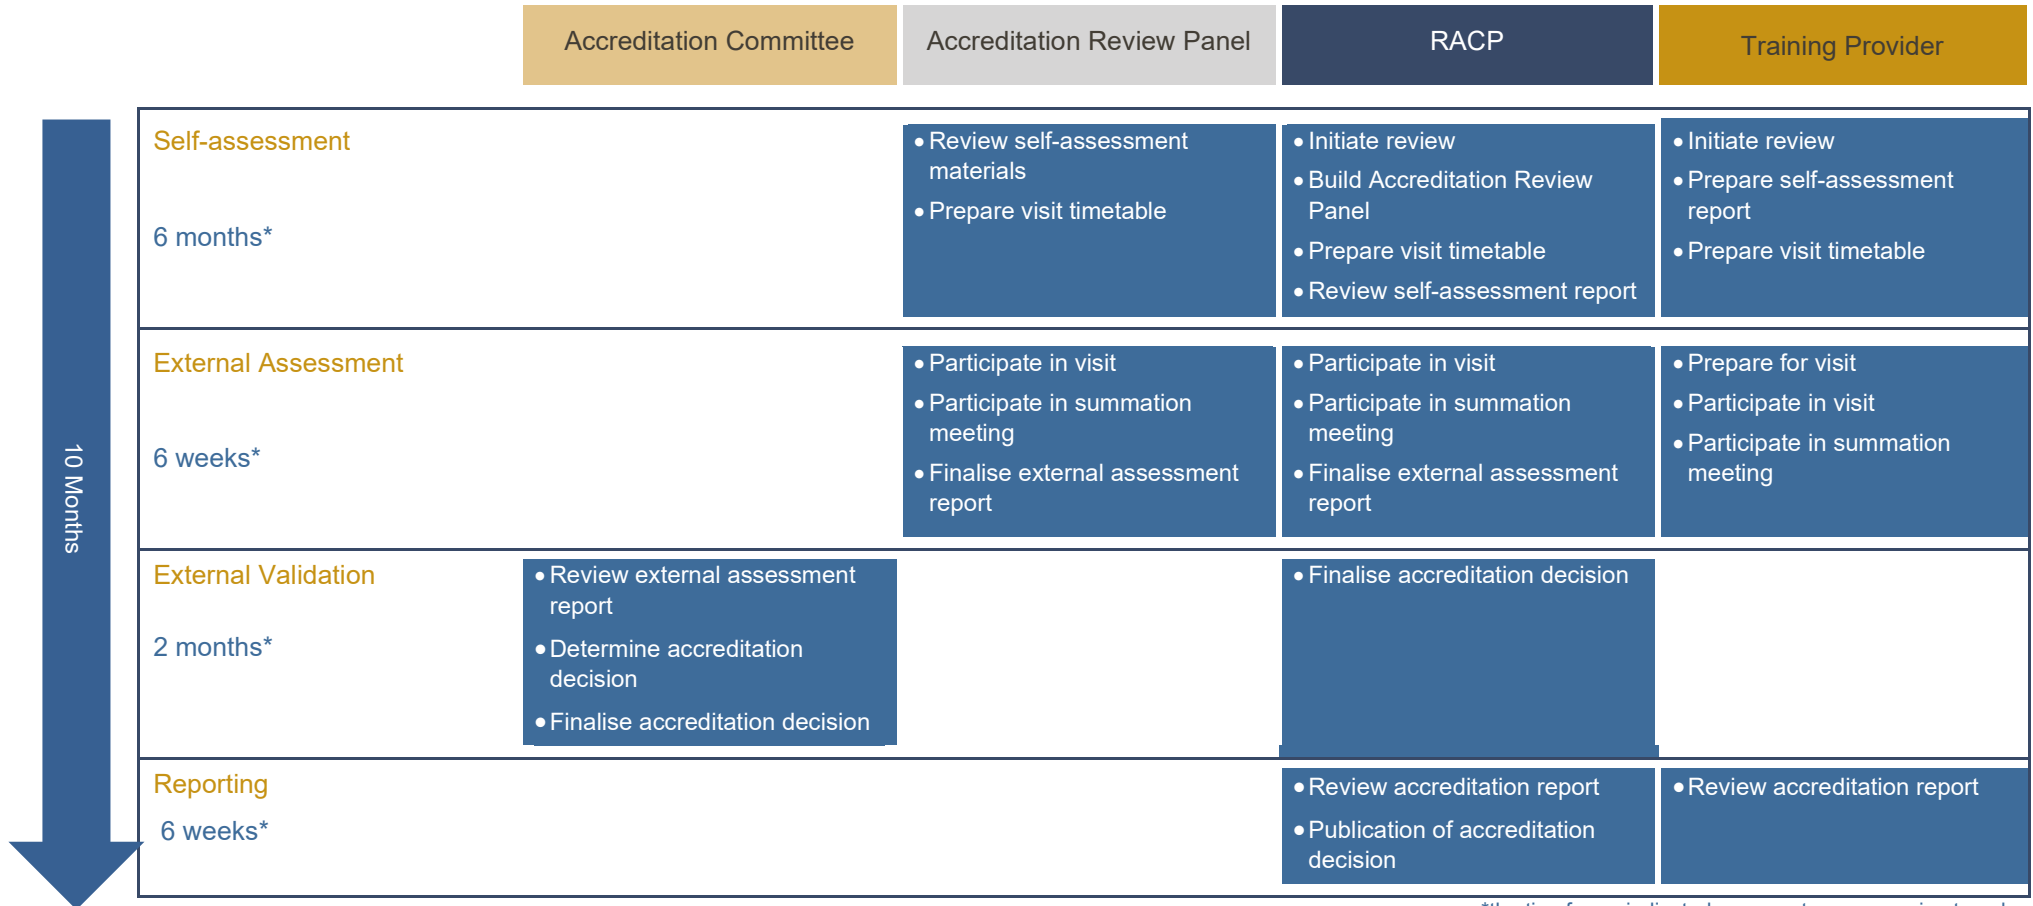 Accreditation Committee
Accreditation Review Panel
RACP
Training Provider
10 Months
Self-assessment
6 months*
• Review self-assessment
materials
• Prepare visit timetable
• Initiate review
• Build Accreditation Review
Panel
• Prepare visit timetable
• Review self-assessment report
• Initiate review
• Prepare self-assessment
report
• Prepare visit timetable
External Assessment
6 weeks*
• Participate in visit
• Participate in summation
meeting
• Finalise external assessment
report
• Participate in visit
• Participate in summation
meeting
• Finalise external assessment
report
• Prepare for visit
• Participate in visit
• Participate in summation
meeting
External Validation
2 months*
• Review external assessment
report
• Determine accreditation
decision
• Finalise accreditation decision
• Finalise accreditation decision
Reporting
6 weeks*
• Review accreditation report
• Publication of accreditation
decision
• Review accreditation report